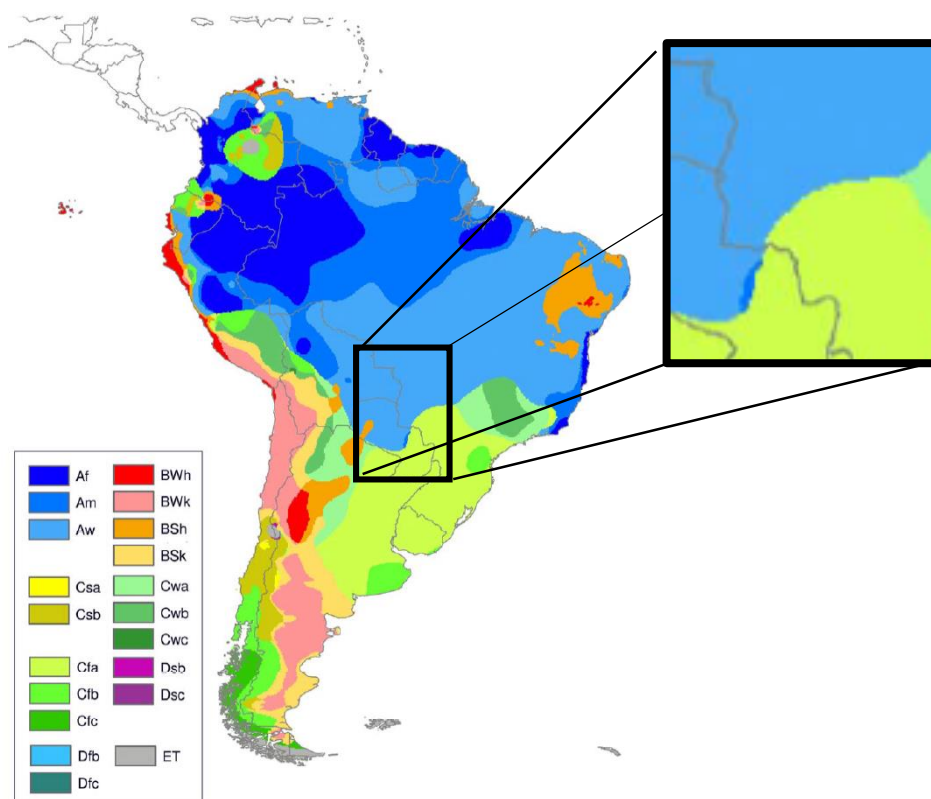 Af
BWh
Am
BWk
Aw
BSh
BSk
Csa
Cwa
Csb
Cwb
Cwc
Cfa
Dsb
Cfb
Dsc
Cfc
Dfb
ET
Dfc